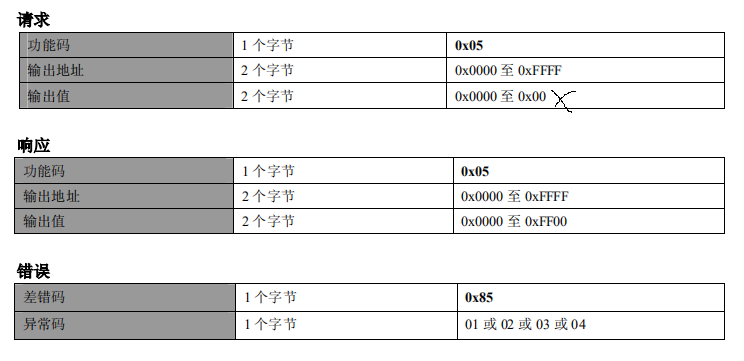 请求
功能码 1 个字节 0x05
输出地址 2 个字节 0x0000 至 0xFFFF
输出值 2 个字节 0x0000 至 0x00
响应
功能码 1 个字节 0x05
输出地址 2 个字节 0x0000 至 0xFFFF
输出值 2 个字节 0x0000 至 0xFF00
错误
差错码 1 个字节 0x85
异常码 1 个字节 01 或 02 或 03 或 04